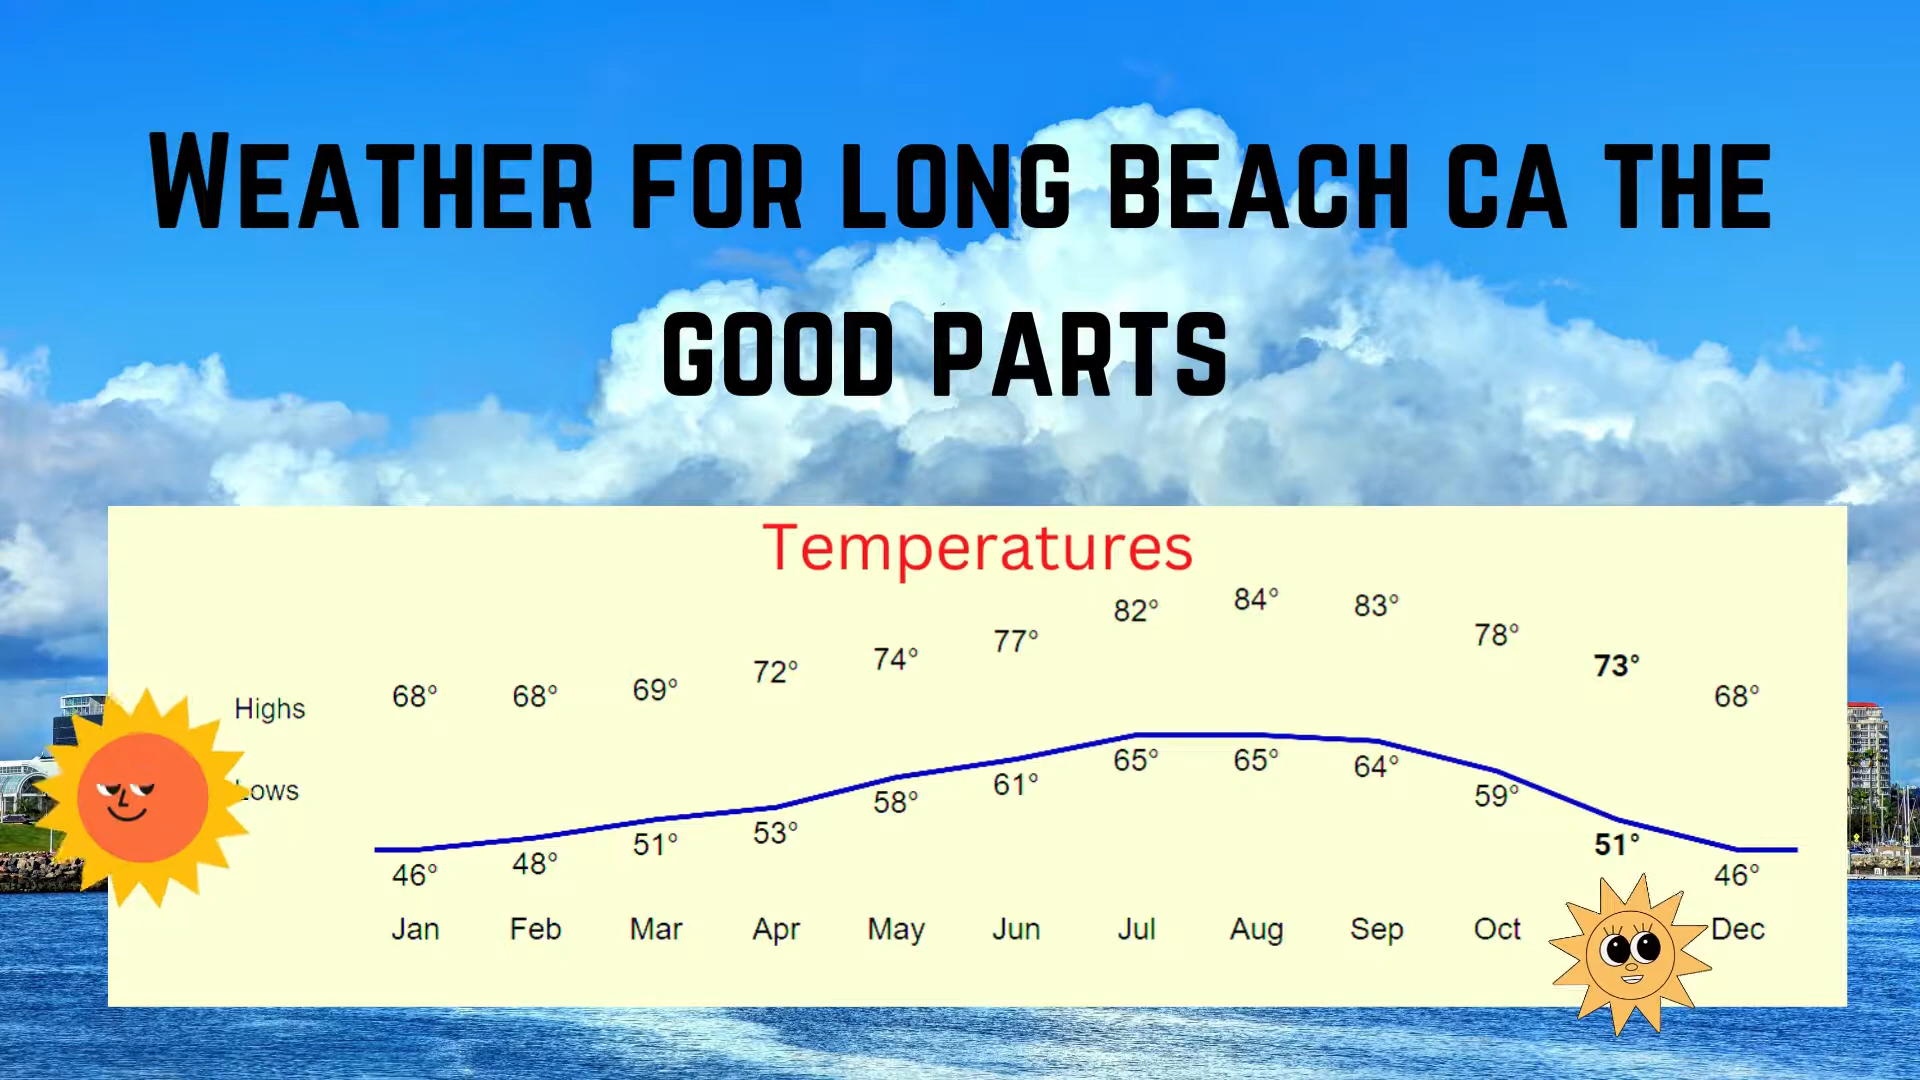 Weather for long beach ca the
good parts
Temperatures
Highs 68° 68° 69° 72° 74° 77° 82° 84° 83° 78° 73° 68°
Lows 46° 48° 51° 53° 58° 61° 65° 65° 64° 59° 51° 46°
Jan Feb Mar Apr May Jun Jul Aug Sep Oct Dec